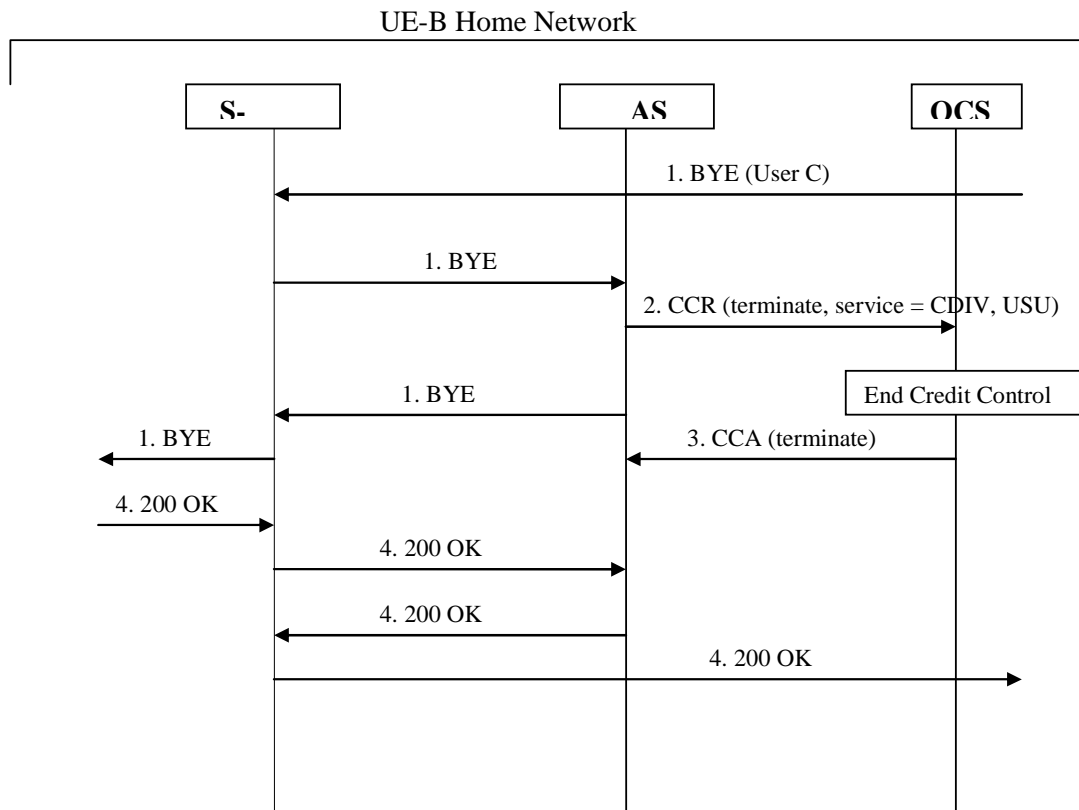 UE-B Home Network
S-
AS
OCS
1. BYE (User C)
1. BYE
2. CCR (terminate, service = CDIV, USU)
End Credit Control
1. BYE
1. BYE
3. CCA (terminate)
4. 200 OK
4. 200 OK
4. 200 OK
4. 200 OK